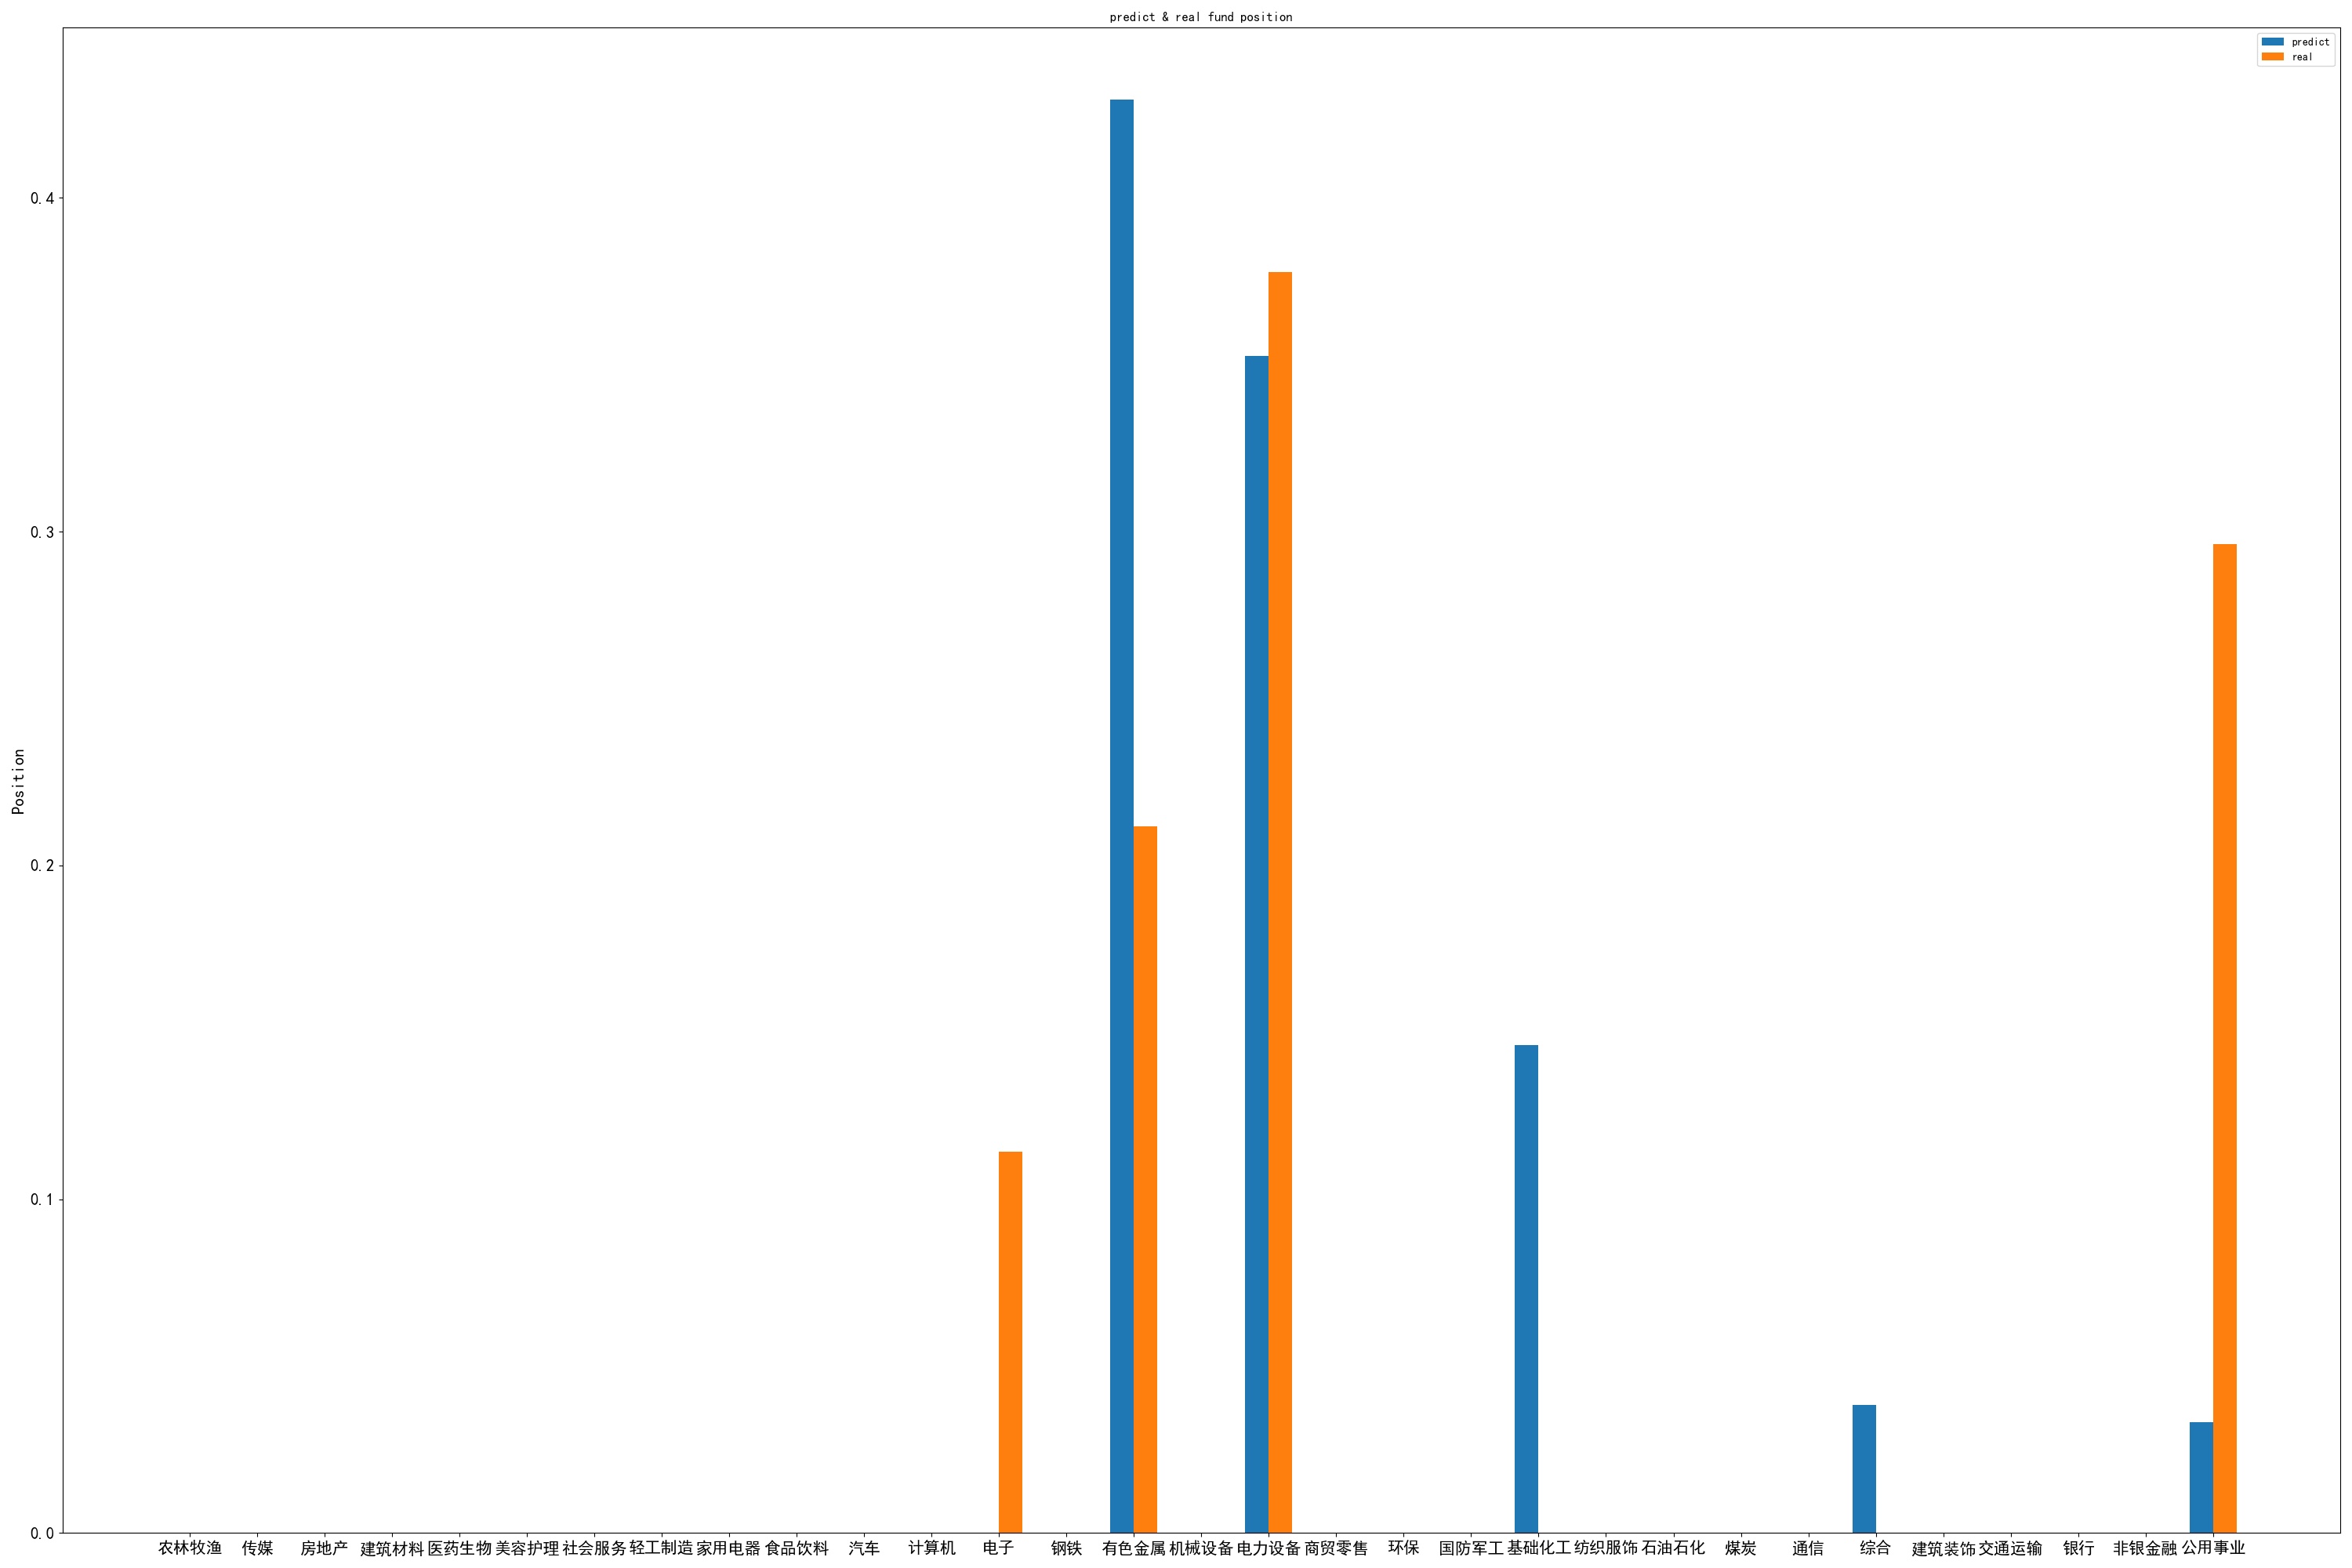 predict & real fund position
predict
real
Position
0.4
0.3
0.2
0.1
0.0
农林牧渔 传媒 房地产 建筑材料 医药生物 美容护理 社会服务 轻工制造 家用电器 食品饮料 汽车 计算机 电子 钢铁 有色金属 机械设备 电力设备 商贸零售 环保 国防军工 基础化工 纺织服饰 石油石化 煤炭 通信 综合 建筑装饰 交通运输 银行 非银金融 公用事业